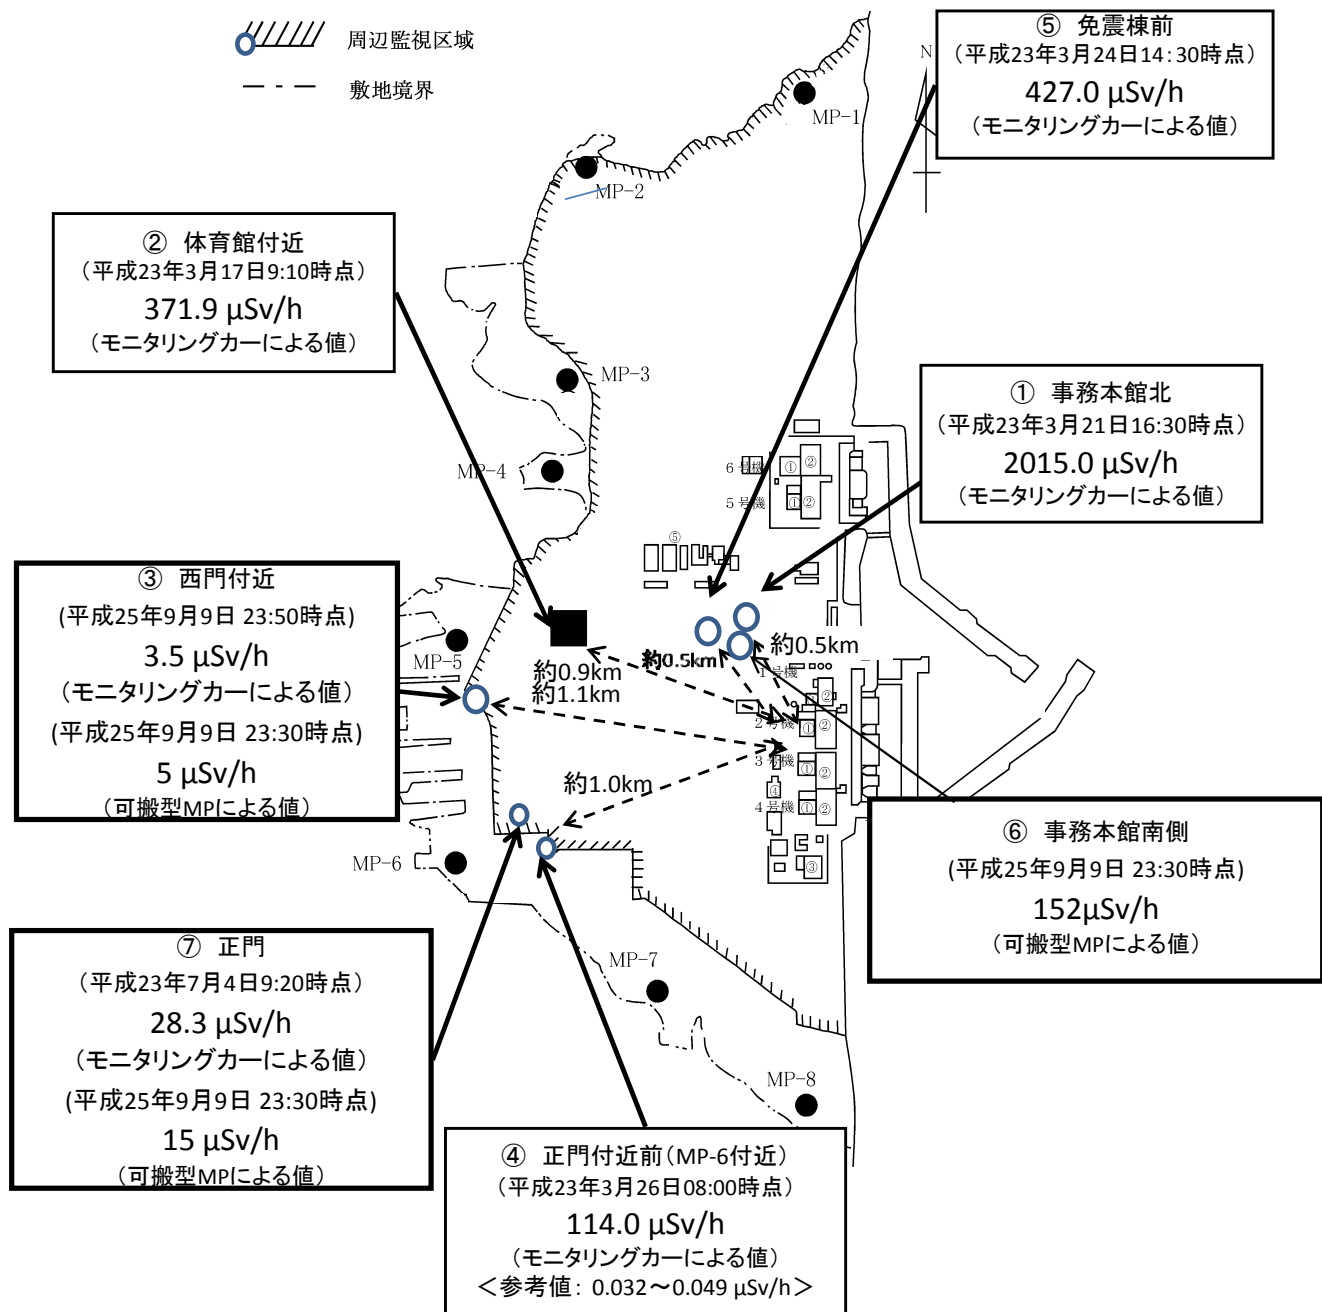 周辺監視区域
敷地境界
⑤ 免震棟前
（平成23年3月24日14:30時点）
427.0 μSv/h
（モニタリングカーによる値）
N
MP-1
MP-2
② 体育館付近
（平成23年3月17日9:10時点）
371.9 μSv/h
（モニタリングカーによる値）
MP-3
① 事務本館北
（平成23年3月21日16:30時点）
2015.0 μSv/h
（モニタリングカーによる値）
MP-4
6号機
① ②
5号機
① ②
⑤
③ 西門付近
(平成25年9月9日 23:50時点)
3.5 μSv/h
（モニタリングカーによる値）
(平成25年9月9日 23:30時点)
5 μSv/h
（可搬型MPによる値）
MP-5
約0.9km
約1.1km
約0.5km
約0.5km
1号機
②
2号機
① ②
3号機
① ②
④
4号機
① ②
③
約1.0km
MP-6
⑥ 事務本館南側
(平成25年9月9日 23:30時点)
152μSv/h
（可搬型MPによる値）
⑦ 正門
（平成23年7月4日9:20時点）
28.3 μSv/h
（モニタリングカーによる値）
(平成25年9月9日 23:30時点)
15 μSv/h
（可搬型MPによる値）
MP-7
MP-8
④ 正門付近前（MP-6付近）
（平成23年3月26日08:00時点）
114.0 μSv/h
（モニタリングカーによる値）
＜参考値： 0.032～0.049 μSv/h＞